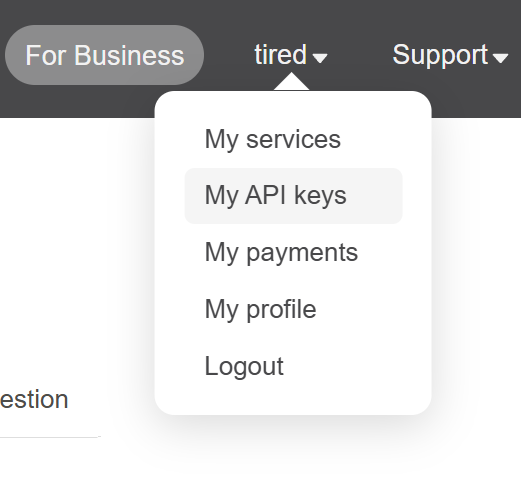 For Business tired Support
My services
My API keys
My payments
My profile
Logout
estion